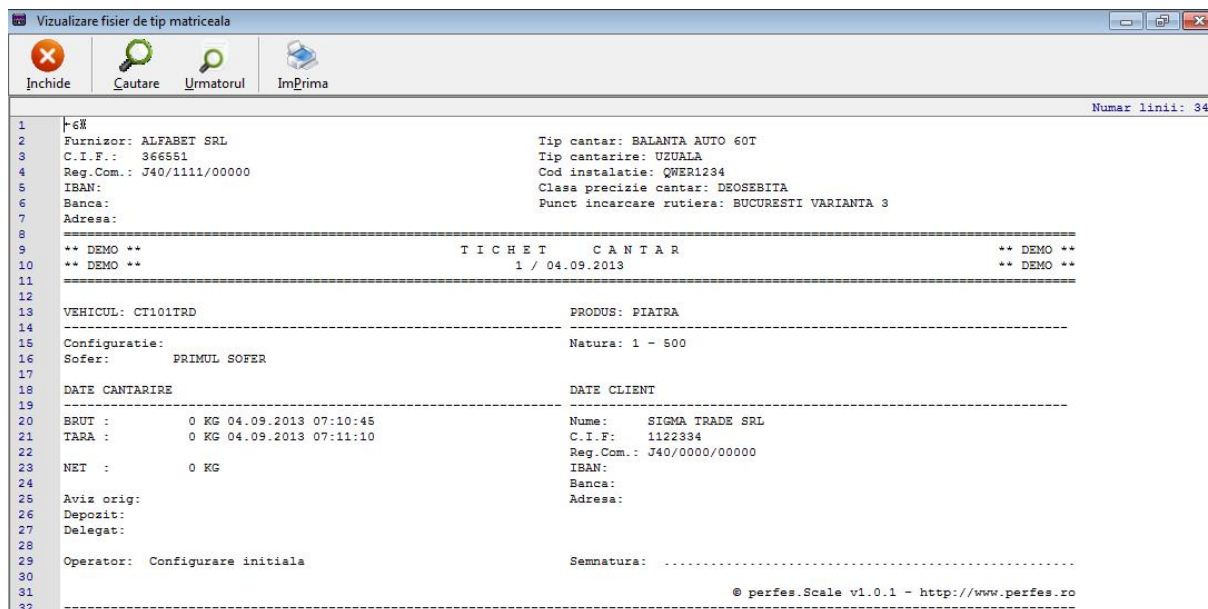 Vizualizare fisier de tip matriceala
Inchide Cautare Urmatorul ImPrima
Numar linii: 34
1
2 Furnizor: ALFABET SRL Tip cantar: BALANTA AUTO 60T
3 C.I.F.: 366551 Tip cantarire: UZUALA
4 Reg.Com.: J40/1111/00000 Cod instalatie: QWER1234
5 IBAN: Clasa precizie cantar: DEOSEBITA
6 Banca: Punct incarcare rutiera: BUCURESTI VARIANTA 3
7 Adresa:
8 ==========
9 ** DEMO ** T I C H E T C A N T A R ** DEMO **
10 ** DEMO ** 1 / 04.09.2013 ** DEMO **
11 ==========
12
13 VEHICUL: CT101TRD PRODUS: PIATRA
14 ---------- ----------
15 Configuratie: Natura: 1 - 500
16 Sofer: PRIMUL SOFER
17
18 DATE CANTARIRE DATE CLIENT
19 ---------- ----------
20 BRUT : 0 KG 04.09.2013 07:10:45 Nume: SIGMA TRADE SRL
21 TARA : 0 KG 04.09.2013 07:11:10 C.I.F: 1122334
22 Reg.Com.: J40/0000/00000
23 NET : 0 KG IBAN:
24 Banca:
25 Aviz orig: Adresa:
26 Depozit:
27 Delegat:
28
29 Operator: Configurare initiala Semnatura: ..........
30
31 © perfes.Scale v1.0.1 - http://www.perfes.ro
32 ----------